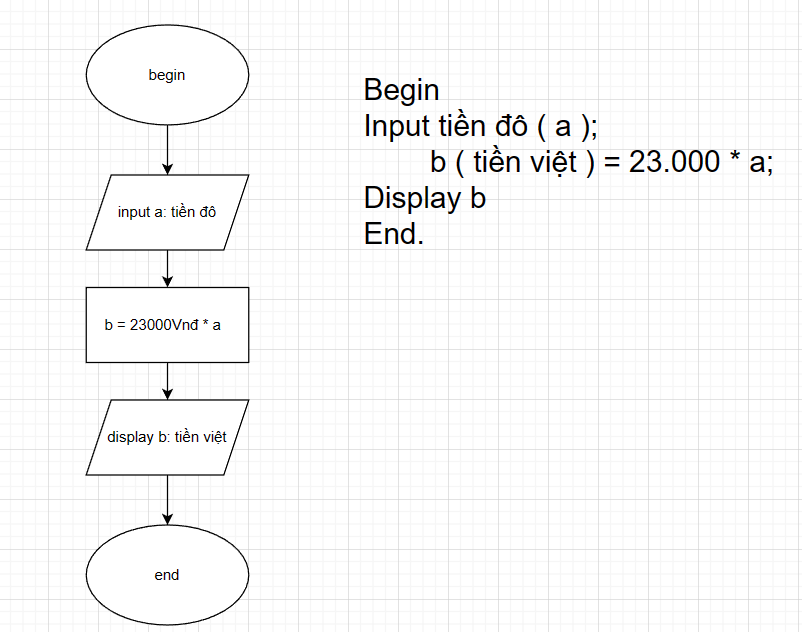 begin
input a: tiền đô
b = 23000Vnđ * a
display b: tiền việt
end
Begin
Input tiền đô ( a );
b ( tiền việt ) = 23.000 * a;
Display b
End.